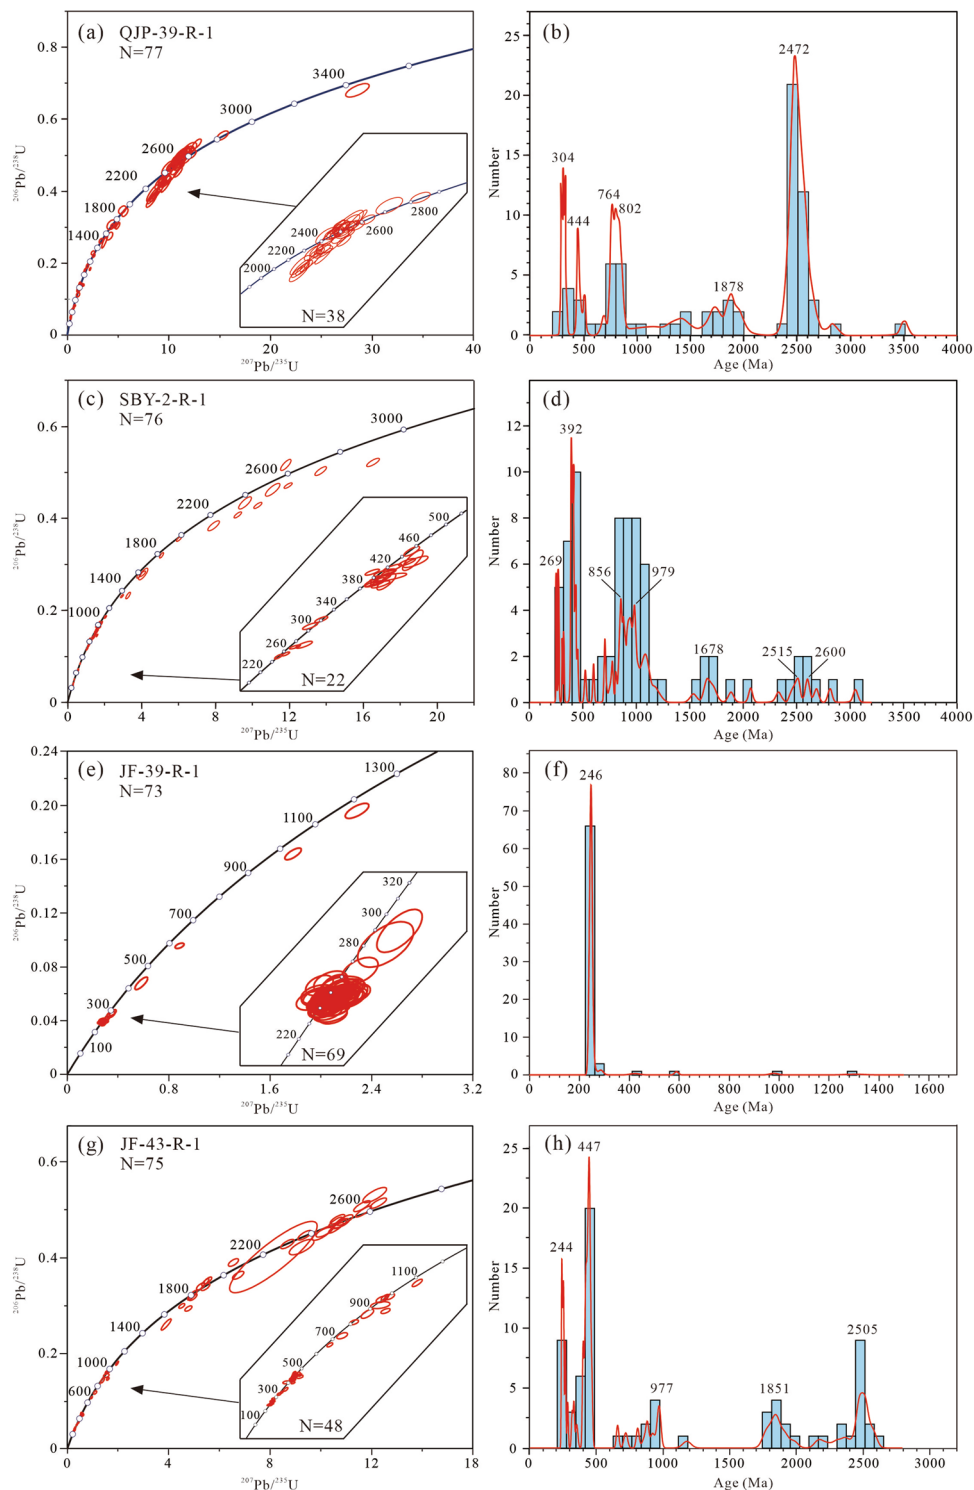 (a) QJP-39-R-1
N=77
0.8
0.6
0.4
0.2
0
²⁰⁶Pb/²³⁸U
3400
3000
2600
2200
1800
1400
2800
2600
2400
2200
2000
N=38
0 10 20 30 40
²⁰⁷Pb/²³⁵U
(b)
2472
304
444
764
802
1878
25
20
15
10
5
0
Number
0 500 1000 1500 2000 2500 3000 3500 4000
Age (Ma)
(c) SBY-2-R-1
N=76
0.6
0.4
0.2
0
²⁰⁶Pb/²³⁸U
3000
2600
2200
1800
1400
1000
500
460
420
380
340
300
260
220
N=22
0 4 8 12 16 20
²⁰⁷Pb/²³⁵U
(d)
392
269
856
979
1678
2515
2600
12
10
8
6
4
2
0
Number
0 500 1000 1500 2000 2500 3000 3500 4000
Age (Ma)
(e) JF-39-R-1
N=73
0.24
0.20
0.16
0.12
0.08
0.04
0
²⁰⁶Pb/²³⁸U
1300
1100
900
700
500
300
100
320
300
280
220
N=69
0.8 1.6 2.4 3.2
²⁰⁷Pb/²³⁵U
(f)
246
80
70
60
50
40
30
20
10
0
Number
0 200 400 600 800 1000 1200 1400 1600
Age (Ma)
(g) JF-43-R-1
N=75
0.6
0.4
0.2
0
²⁰⁶Pb/²³⁸U
2600
2200
1800
1400
1000
600
1100
900
700
500
300
100
N=48
0 4 8 12 18
²⁰⁷Pb/²³⁵U
(h)
447
244
977
1851
2505
25
20
15
10
5
0
Number
0 500 1000 1500 2000 2500 3000
Age (Ma)